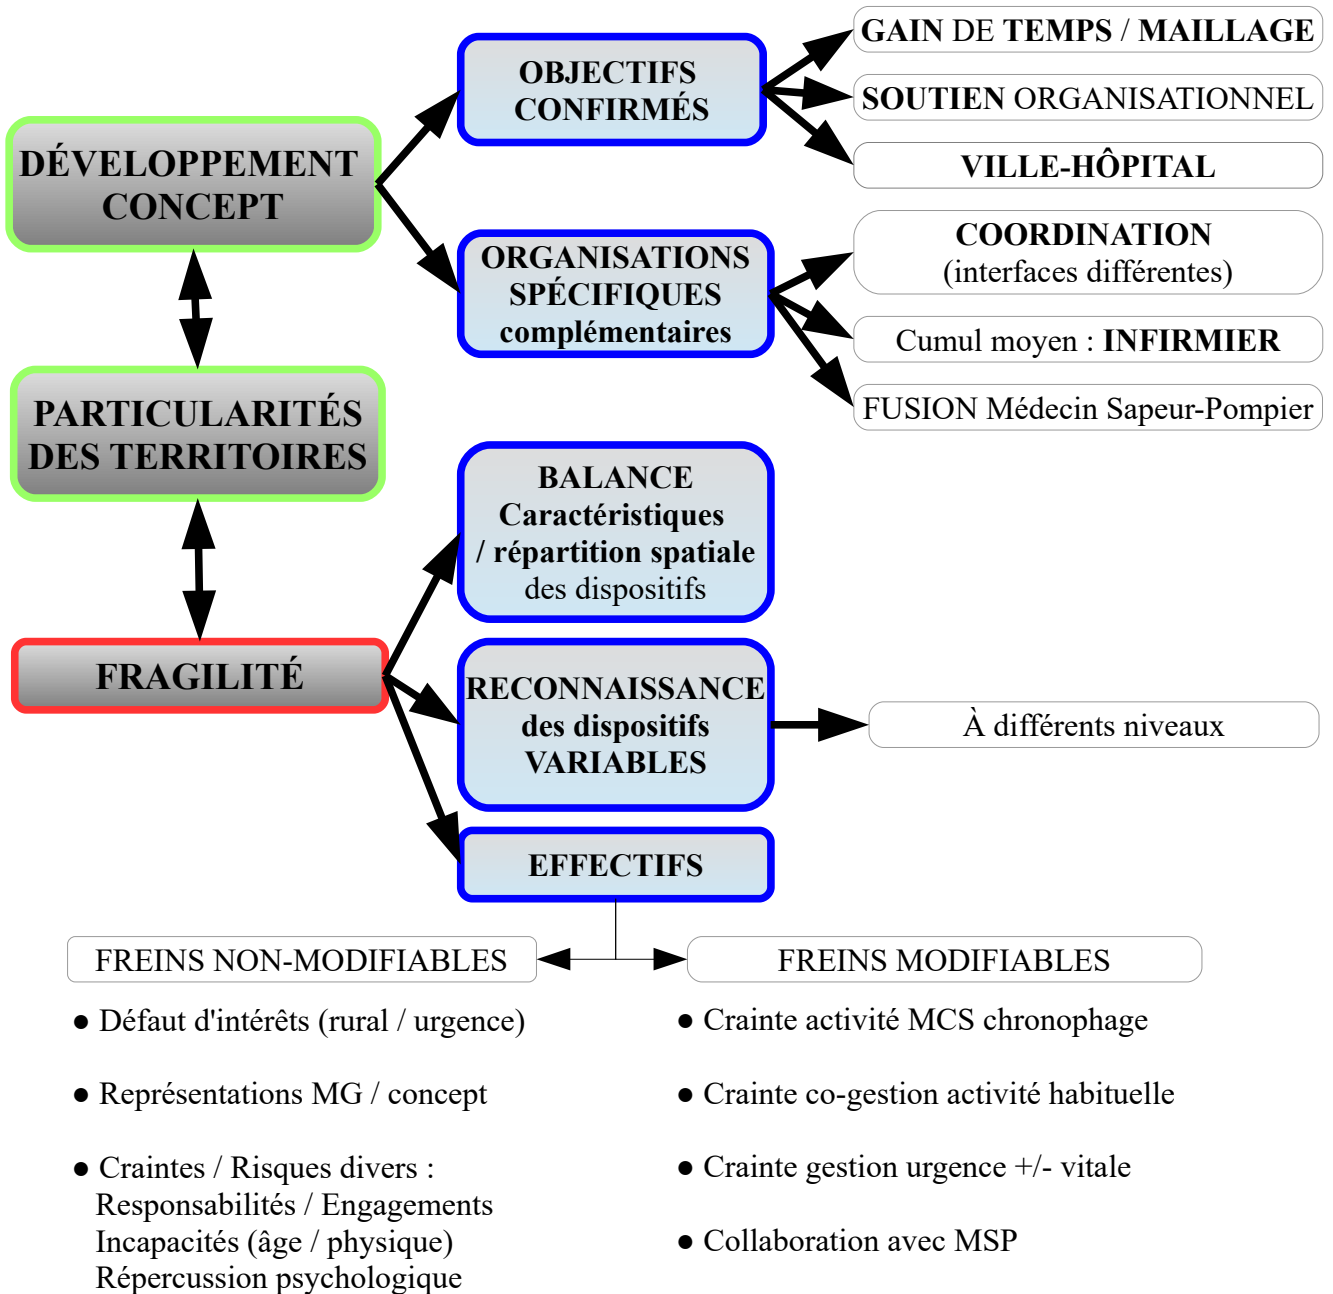 DÉVELOPPEMENT
CONCEPT
OBJECTIFS
CONFIRMÉS
GAIN DE TEMPS / MAILLAGE
SOUTIEN ORGANISATIONNEL
VILLE-HÔPITAL
ORGANISATIONS
SPÉCIFIQUES
complémentaires
COORDINATION
(interfaces différentes)
Cumul moyen : INFIRMIER
FUSION Médecin Sapeur-Pompier
PARTICULARITÉS
DES TERRITOIRES
FRAGILITÉ
BALANCE
Caractéristiques
/ répartition spatiale
des dispositifs
RECONNAISSANCE
des dispositifs
VARIABLES
À différents niveaux
EFFECTIFS
FREINS NON-MODIFIABLES
● Défaut d'intérêts (rural / urgence)
● Représentations MG / concept
● Craintes / Risques divers :
Responsabilités / Engagements
Incapacités (âge / physique)
Répercussion psychologique
FREINS MODIFIABLES
● Crainte activité MCS chronophage
● Crainte co-gestion activité habituelle
● Crainte gestion urgence +/- vitale
● Collaboration avec MSP